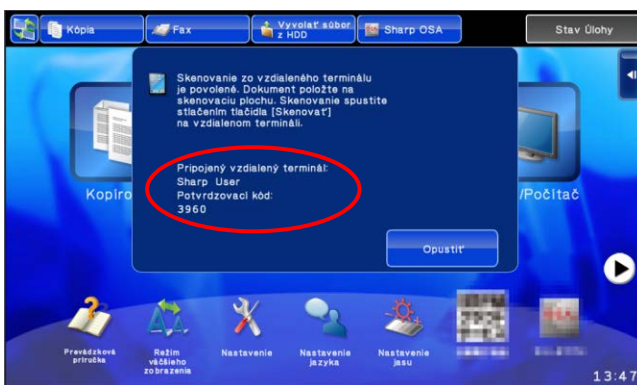 Kópia
Fax
Vyvolať súbor
z HDD
Sharp OSA
Stav Úlohy
Skenovanie zo vzdialeného terminálu
je povolené. Dokument položte na
skenovaciu plochu. Skenovanie spustite
stlačením tlačidla [Skenovať]
na vzdialenom termináli.
Pripojený vzdialený terminál:
Sharp User
Potvrdzovací kód:
3960
Kopíro
/Počítač
Opustiť
Prevádzková
príručka
Režim
väčšieho
zobrazenia
Nastavenie
Nastavenie
jazyka
Nastavenie
jasu
13:47